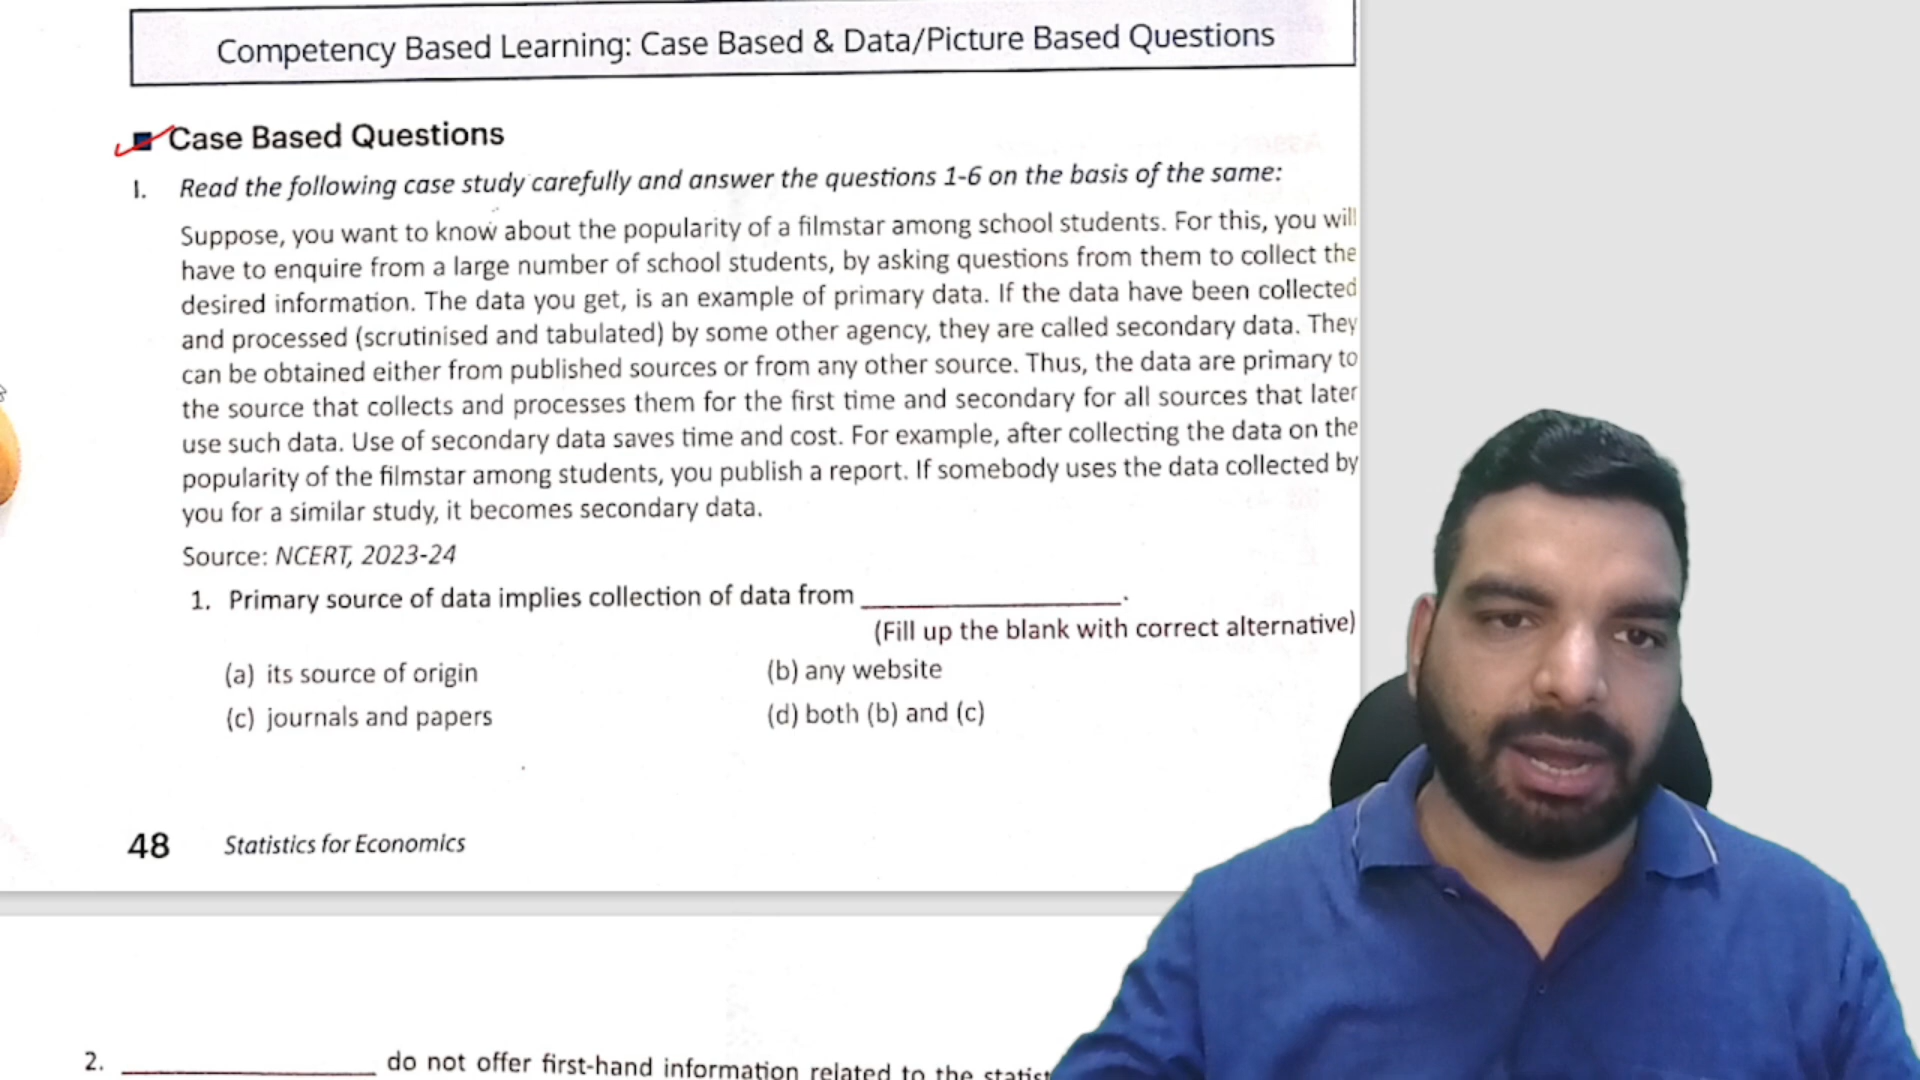 Competency Based Learning: Case Based & Data/Picture Based Questions
Case Based Questions
I. Read the following case study carefully and answer the questions 1-6 on the basis of the same:
Suppose, you want to know about the popularity of a filmstar among school students. For this, you will
have to enquire from a large number of school students, by asking questions from them to collect the
desired information. The data you get, is an example of primary data. If the data have been collected
and processed (scrutinised and tabulated) by some other agency, they are called secondary data. They
can be obtained either from published sources or from any other source. Thus, the data are primary to
the source that collects and processes them for the first time and secondary for all sources that later
use such data. Use of secondary data saves time and cost. For example, after collecting the data on the
popularity of the filmstar among students, you publish a report. If somebody uses the data collected by
you for a similar study, it becomes secondary data.
Source: NCERT, 2023-24
1. Primary source of data implies collection of data from ____________.
(Fill up the blank with correct alternative)
(a) its source of origin (b) any website
(c) journals and papers (d) both (b) and (c)
48 Statistics for Economics
2. ____________ do not offer first-hand information related to the